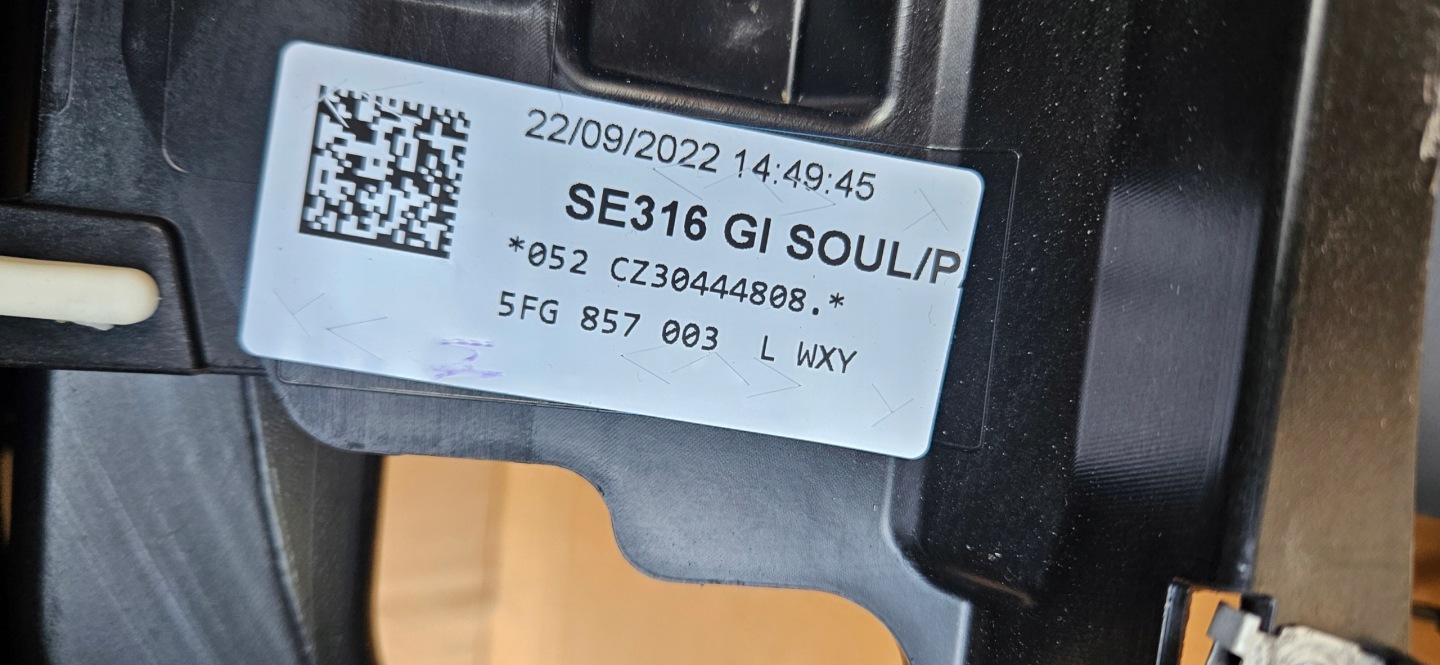 22/09/2022 14:49:45
SE316 GI SOUL/P
*052 CZ30444808.*
5FG 857 003 L WXY